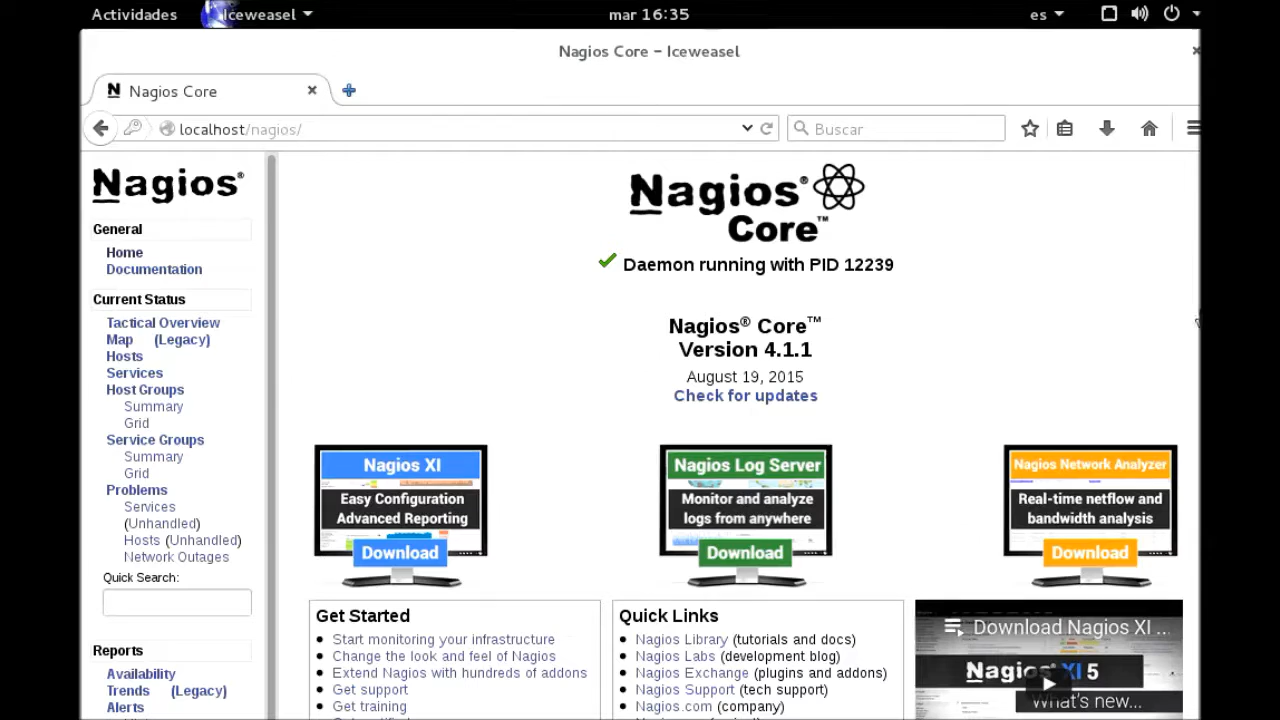 Actividades Iceweasel mar 16:35 es
Nagios Core - Iceweasel
Nagios Core
localhost/nagios/ Buscar
Nagios®
General
Home
Documentation
Current Status
Tactical Overview
Map (Legacy)
Hosts
Services
Host Groups
Summary
Grid
Service Groups
Summary
Grid
Problems
Services
(Unhandled)
Hosts (Unhandled)
Network Outages
Quick Search:
Reports
Availability
Trends (Legacy)
Alerts
Nagios®
Core™
Daemon running with PID 12239
Nagios® Core™
Version 4.1.1
August 19, 2015
Check for updates
Nagios XI
Easy Configuration
Advanced Reporting
Download
Nagios Log Server
Monitor and analyze
logs from anywhere
Download
Nagios Network Analyzer
Real-time netflow and
bandwidth analysis
Download
Get Started
Start monitoring your infrastructure
Change the look and feel of Nagios
Extend Nagios with hundreds of addons
Get support
Get training
Quick Links
Nagios Library (tutorials and docs)
Nagios Labs (development blog)
Nagios Exchange (plugins and addons)
Nagios Support (tech support)
Nagios.com (company)
Download Nagios XI ...
Nagios XI 5
What's new...